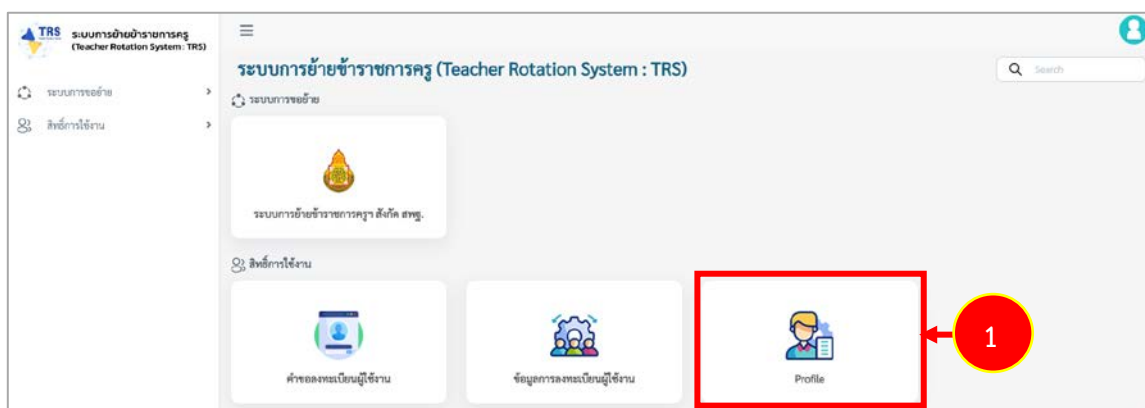 TRS
ระบบการย้ายข้าราชการครู
(Teacher Rotation System : TRS)
ระบบการขอย้าย
สิทธิ์การใช้งาน
ระบบการย้ายข้าราชการครู (Teacher Rotation System : TRS)
Search
ระบบการขอย้าย
ระบบการย้ายข้าราชการครูฯ สังกัด สพฐ.
สิทธิ์การใช้งาน
คำขอลงทะเบียนผู้ใช้งาน
ข้อมูลการลงทะเบียนผู้ใช้งาน
Profile
1